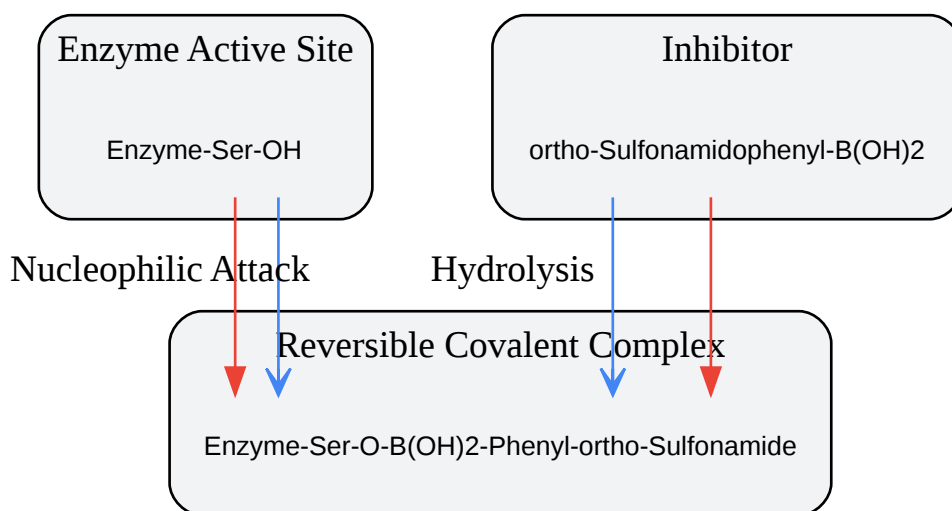 Enzyme Active Site
Inhibitor
Enzyme-Ser-OH
ortho-Sulfonamidophenyl-B(OH)2
Nucleophilic Attack
Hydrolysis
Reversible Covalent Complex
Enzyme-Ser-O-B(OH)2-Phenyl-ortho-Sulfonamide